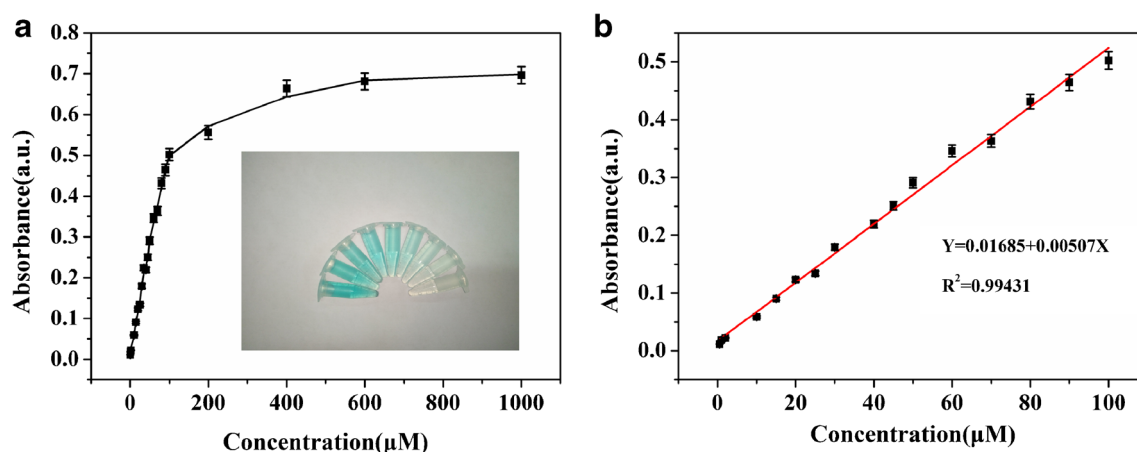 a
0.8
0.7
0.6
0.5
0.4
0.3
0.2
0.1
0.0
Absorbance(a.u.)
0 200 400 600 800 1000
Concentration(μM)
b
0.5
0.4
0.3
0.2
0.1
0.0
Absorbance(a.u.)
Y=0.01685+0.00507X
R²=0.99431
0 20 40 60 80 100
Concentration(μM)